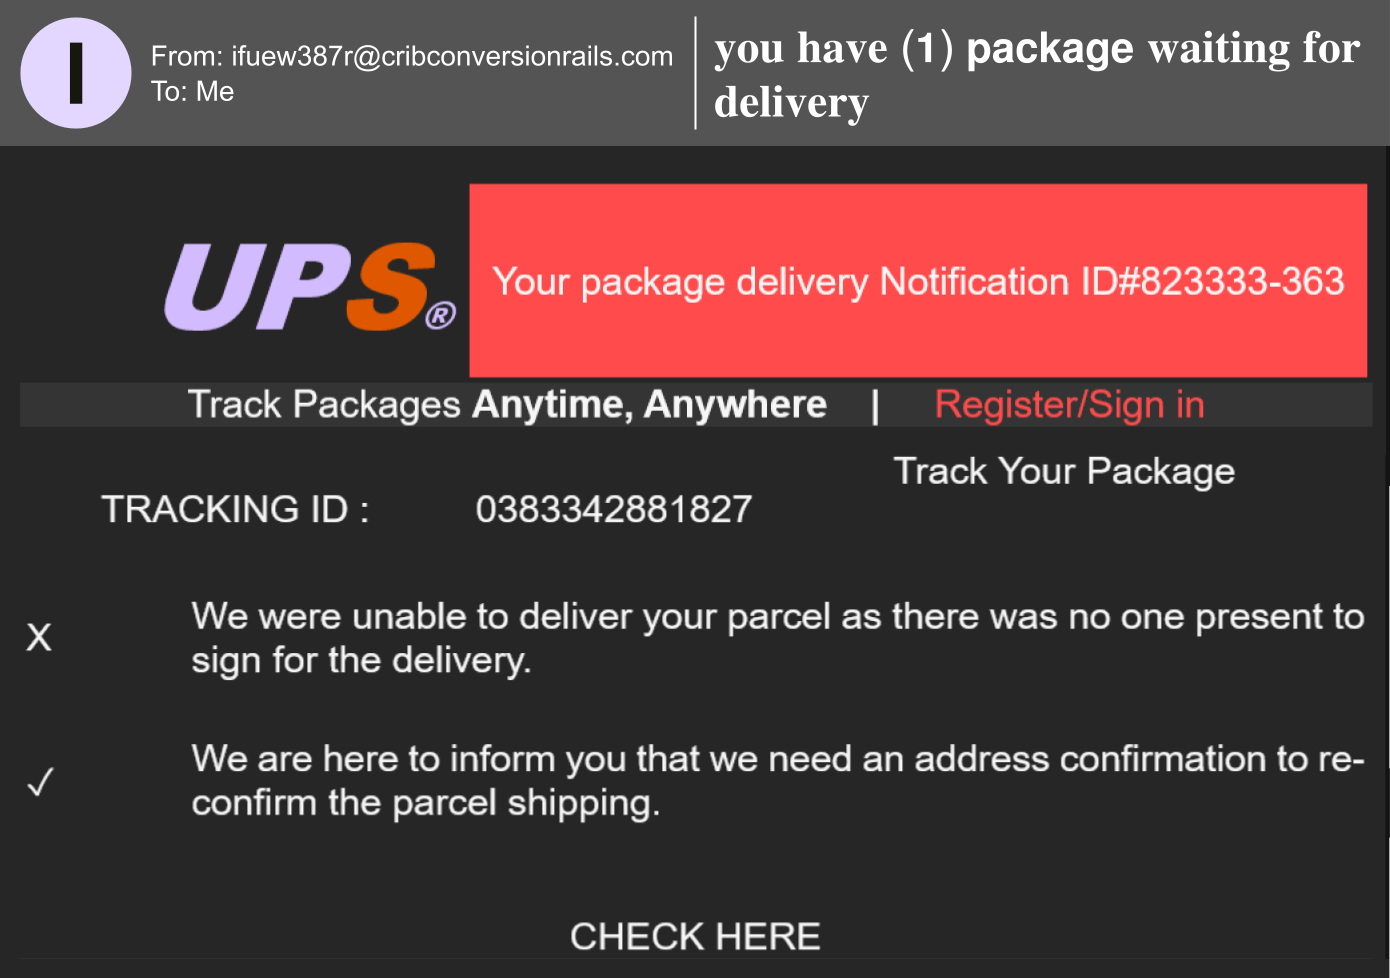 I
From: ifuew387r@cribconversionrails.com
To: Me
you have (1) package waiting for
delivery
UPS®
Your package delivery Notification ID#823333-363
Track Packages Anytime, Anywhere | Register/Sign in
Track Your Package
TRACKING ID : 0383342881827
X
We were unable to deliver your parcel as there was no one present to
sign for the delivery.
✓
We are here to inform you that we need an address confirmation to re-
confirm the parcel shipping.
CHECK HERE